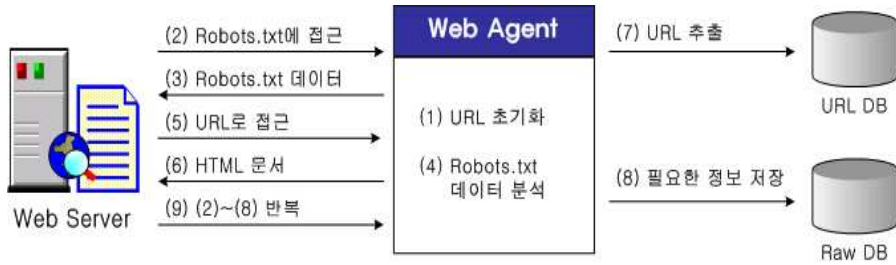 (2) Robots.txt에 접근
Web Agent
(7) URL 추출
(3) Robots.txt 데이터
URL DB
(5) URL로 접근
(1) URL 초기화
(6) HTML 문서
(4) Robots.txt
데이터 분석
(8) 필요한 정보 저장
Web Server
(9) (2)~(8) 반복
Raw DB